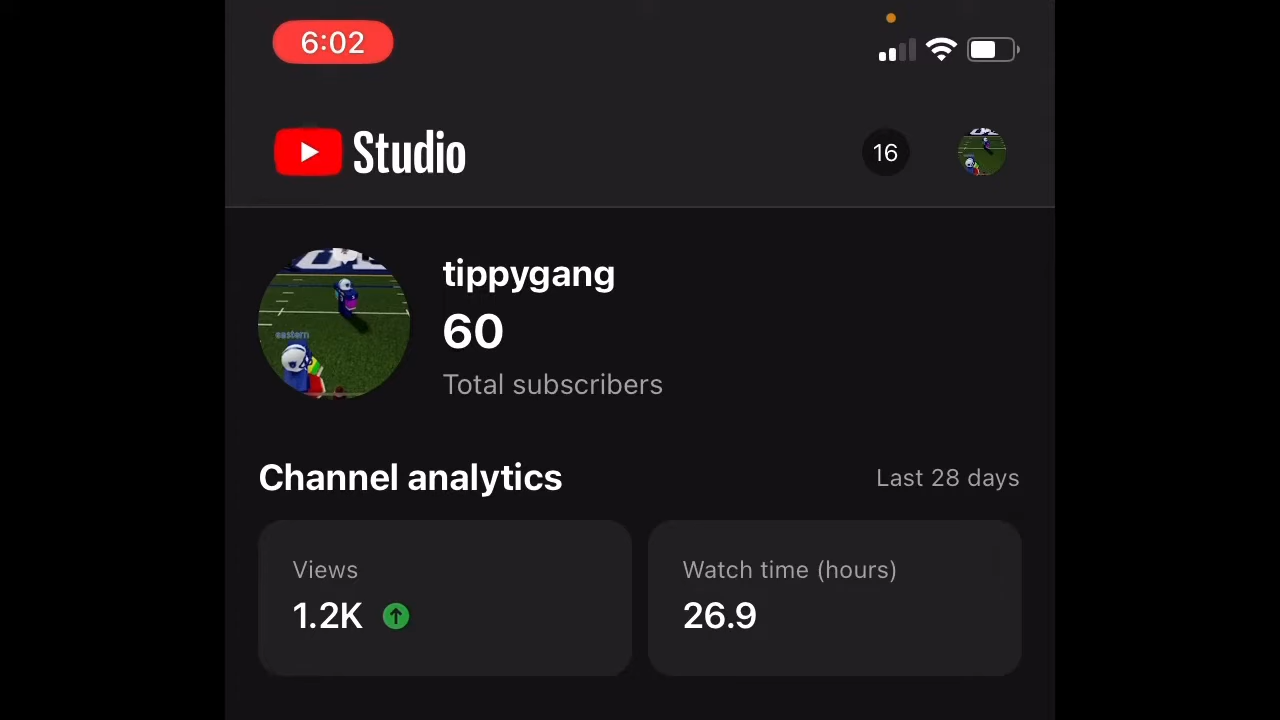 6:02
Studio
16
tippygang
60
Total subscribers
eastern
Channel analytics
Last 28 days
Views
Watch time (hours)
1.2K
26.9